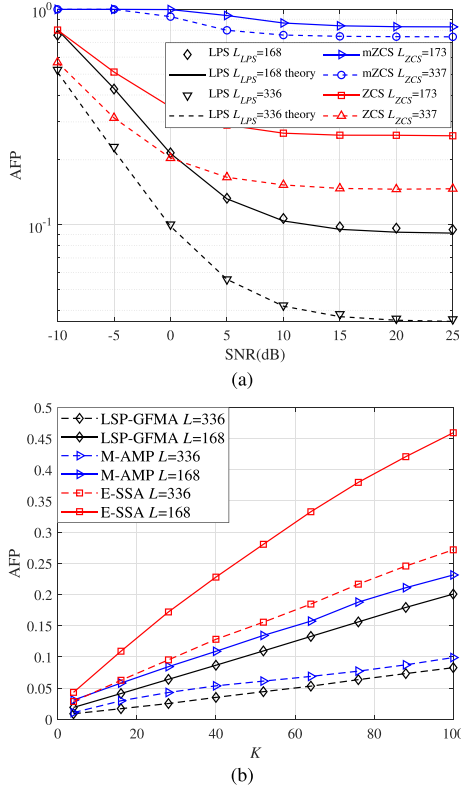 10⁰
10⁻¹
AFP
LPS L_LPS=168
LPS L_LPS=168 theory
LPS L_LPS=336
LPS L_LPS=336 theory
mZCS L_ZCS=173
mZCS L_ZCS=337
ZCS L_ZCS=173
ZCS L_ZCS=337
-10 -5 0 5 10 15 20 25
SNR(dB)
(a)
LSP-GFMA L=336
LSP-GFMA L=168
M-AMP L=336
M-AMP L=168
E-SSA L=336
E-SSA L=168
0.5
0.45
0.4
0.35
0.3
0.25
0.2
0.15
0.1
0.05
0
AFP
0 20 40 60 80 100
K
(b)